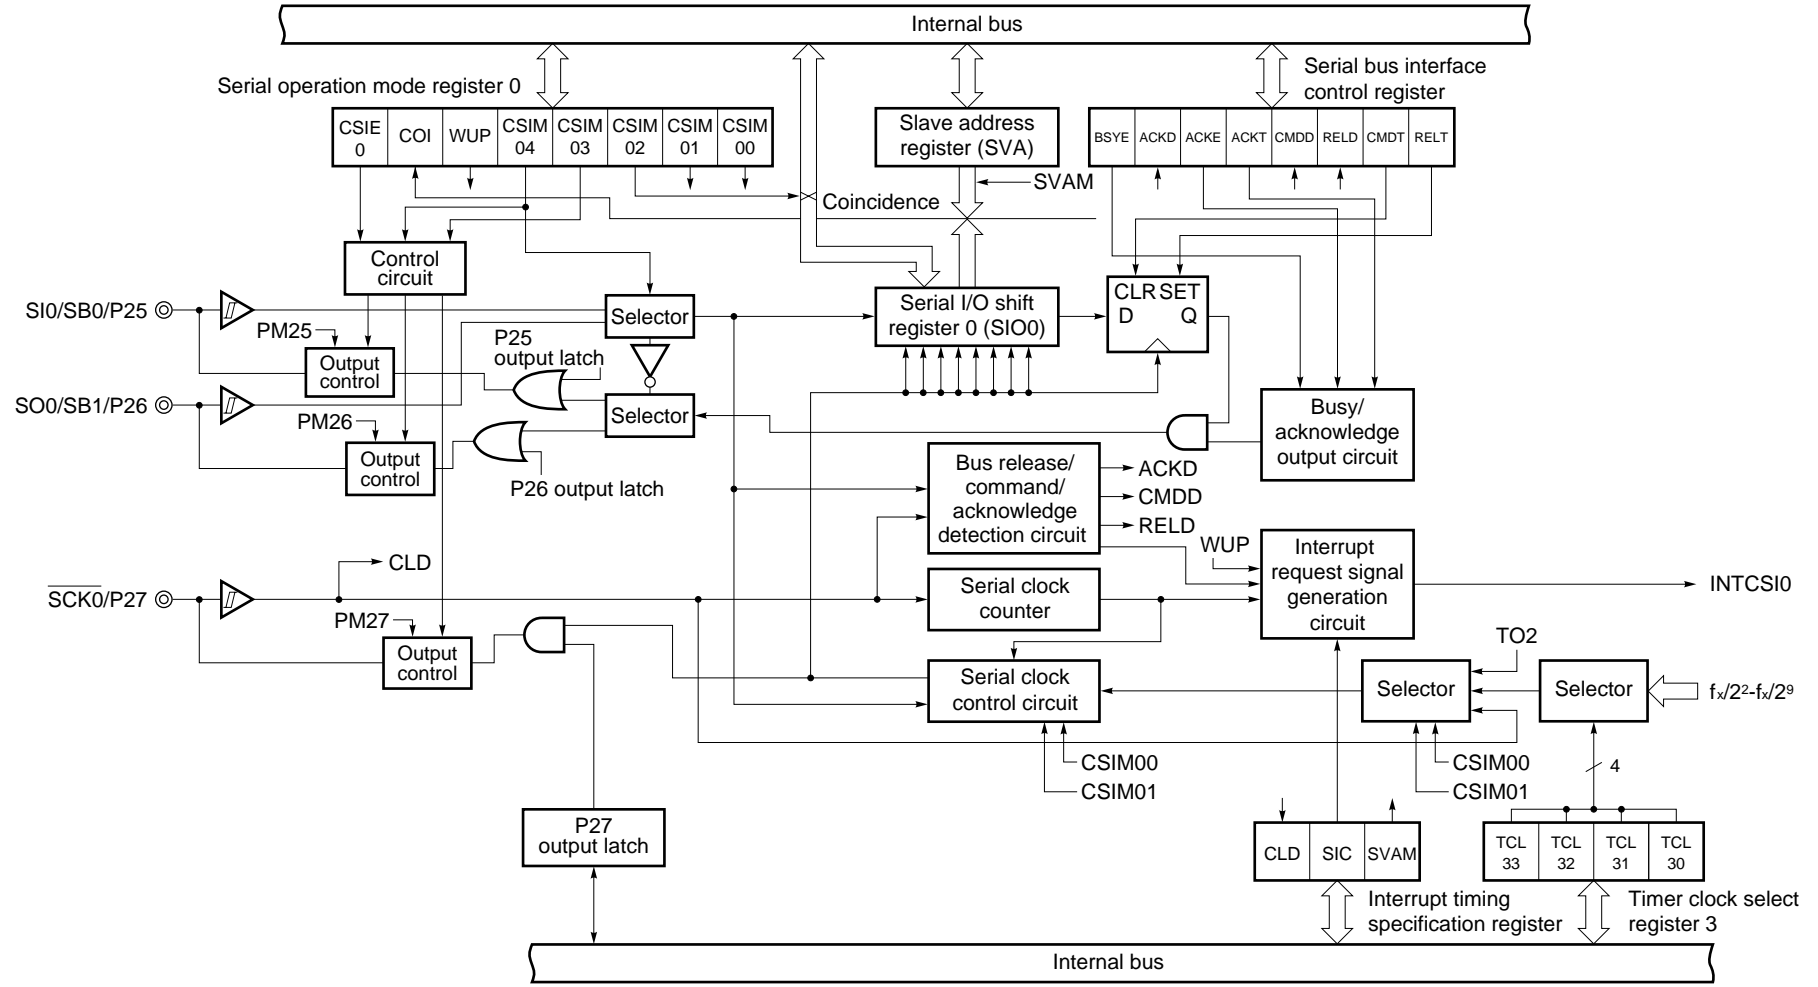 Internal bus
Serial operation mode register 0
Serial bus interface
control register
CSIE
0
COI
WUP
CSIM
04
CSIM
03
CSIM
02
CSIM
01
CSIM
00
Slave address
register (SVA)
BSYE
ACKD
ACKE
ACKT
CMDD
RELD
CMDT
RELT
SVAM
Coincidence
Control
circuit
SI0/SB0/P25
Selector
Serial I/O shift
register 0 (SIO0)
CLR SET
D Q
PM25
Output
control
P25
output latch
SO0/SB1/P26
Selector
Busy/
acknowledge
output circuit
PM26
Output
control
P26 output latch
Bus release/
command/
acknowledge
detection circuit
ACKD
CMDD
RELD
WUP
Interrupt
request signal
generation
circuit
INTCSI0
CLD
SCK0/P27
Serial clock
counter
PM27
Output
control
Serial clock
control circuit
TO2
Selector
Selector
fx/2²-fx/2⁹
CSIM00
CSIM01
CSIM00
CSIM01
4
P27
output latch
CLD
SIC
SVAM
TCL
33
TCL
32
TCL
31
TCL
30
Interrupt timing
specification register
Timer clock select
register 3
Internal bus